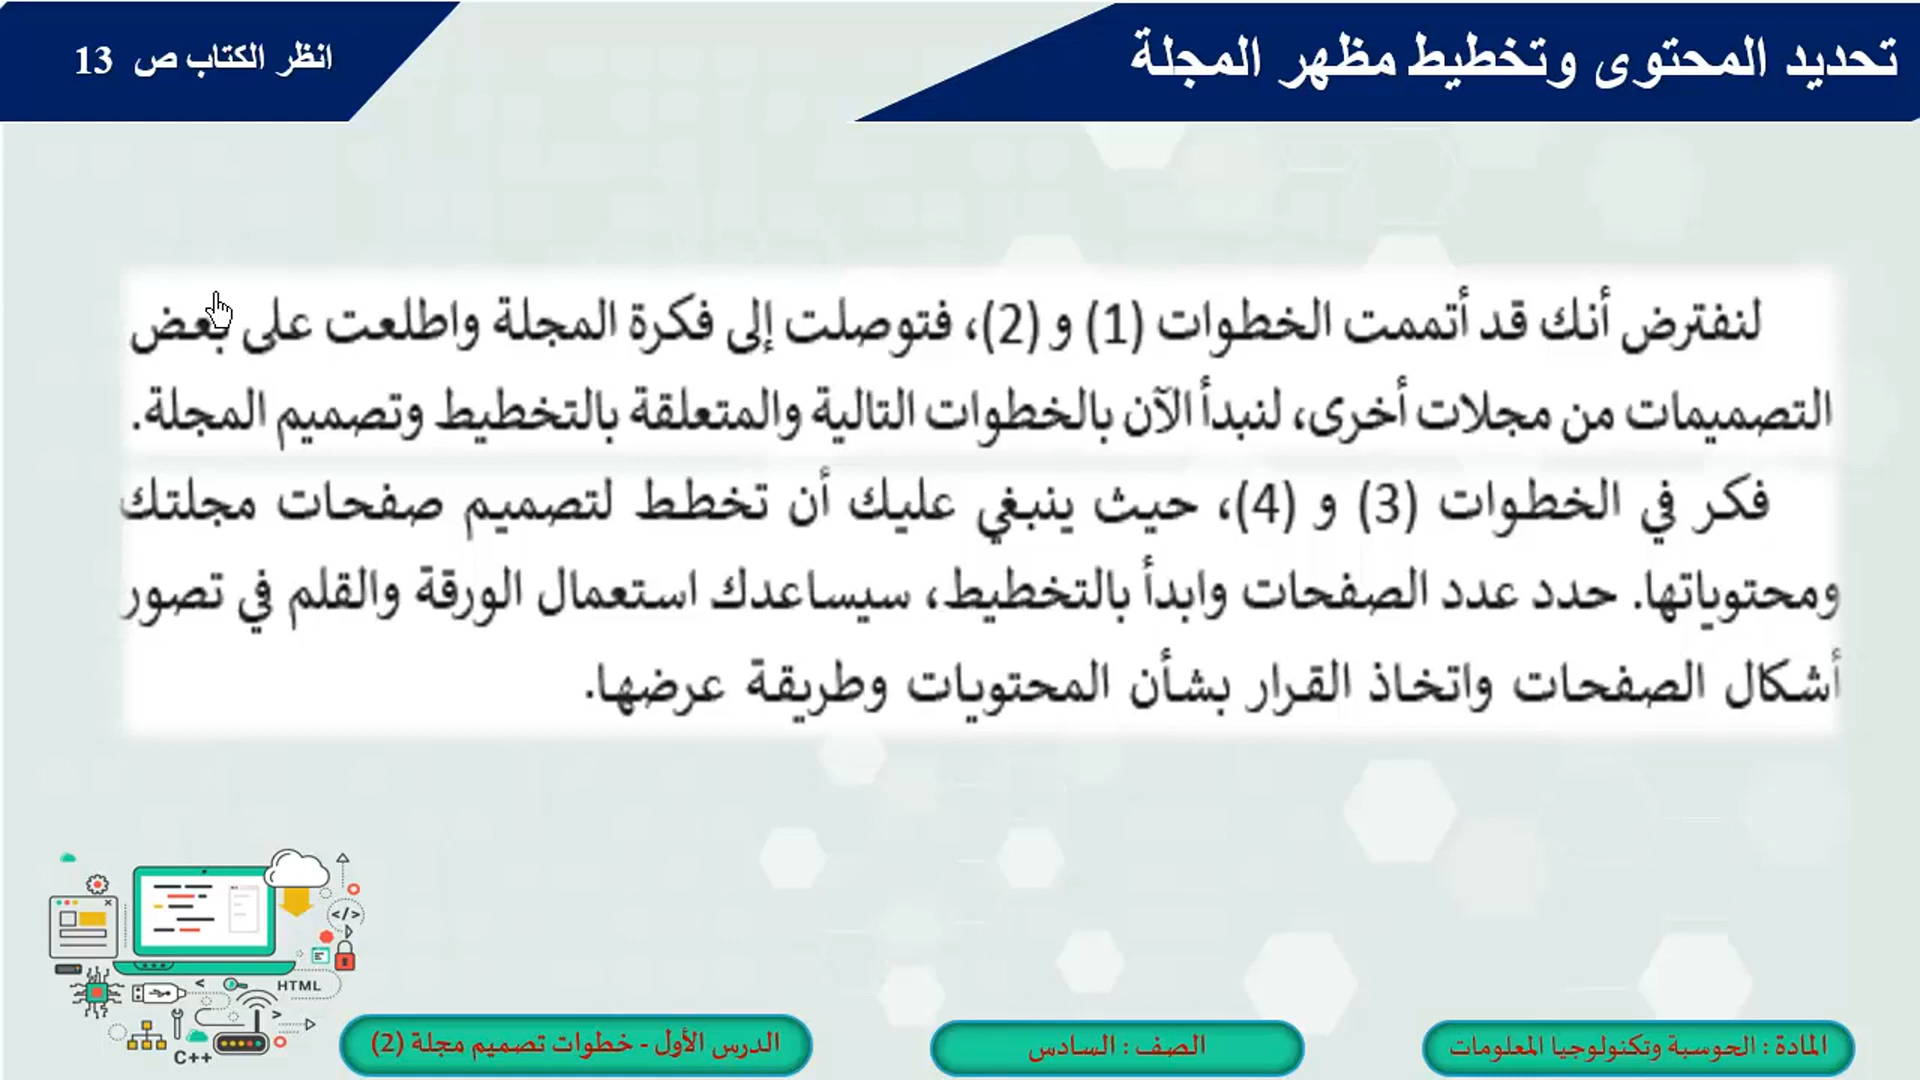 تحديد المحتوى وتخطيط مظهر المجلة
انظر الكتاب ص 13
لنفترض أنك قد أتممت الخطوات (1) و (2)، فتوصلت إلى فكرة المجلة واطلعت على بعض
التصميمات من مجلات أخرى، لنبدأ الآن بالخطوات التالية والمتعلقة بالتخطيط وتصميم المجلة.
فكر في الخطوات (3) و (4)، حيث ينبغي عليك أن تخطط لتصميم صفحات مجلتك
ومحتوياتها. حدد عدد الصفحات وابدأ بالتخطيط، سيساعدك استعمال الورقة والقلم في تصور
أشكال الصفحات واتخاذ القرار بشأن المحتويات وطريقة عرضها.
</>
HTML
C++
المادة : الحوسبة وتكنولوجيا المعلومات
الصف : السادس
الدرس الأول - خطوات تصميم مجلة (2)